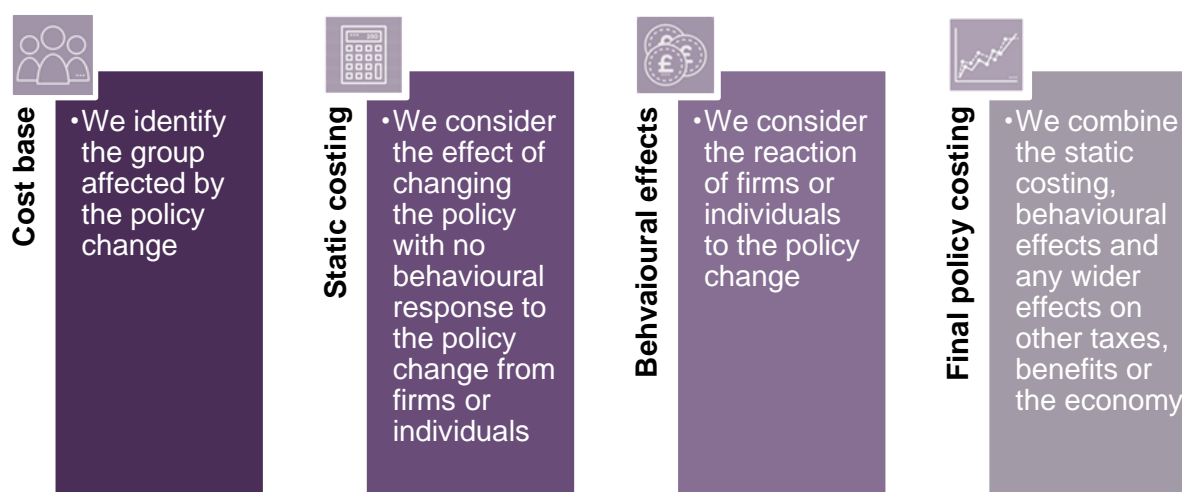 Cost base
•We identify
the group
affected by
the policy
change
Static costing
•We consider
the effect of
changing
the policy
with no
behavioural
response to
the policy
change from
firms or
individuals
Behvaioural effects
•We consider
the reaction
of firms or
individuals
to the policy
change
Final policy costing
•We combine
the static
costing,
behavioural
effects and
any wider
effects on
other taxes,
benefits or
the economy